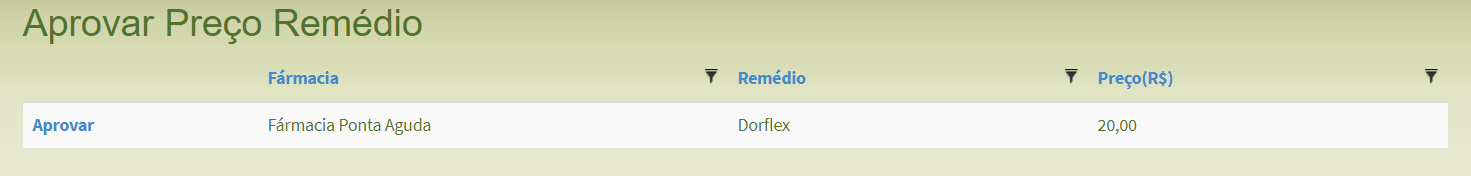 Aprovar Preço Remédio
Fármacia Remédio Preço(R$)
Aprovar Fármacia Ponta Aguda Dorflex 20,00